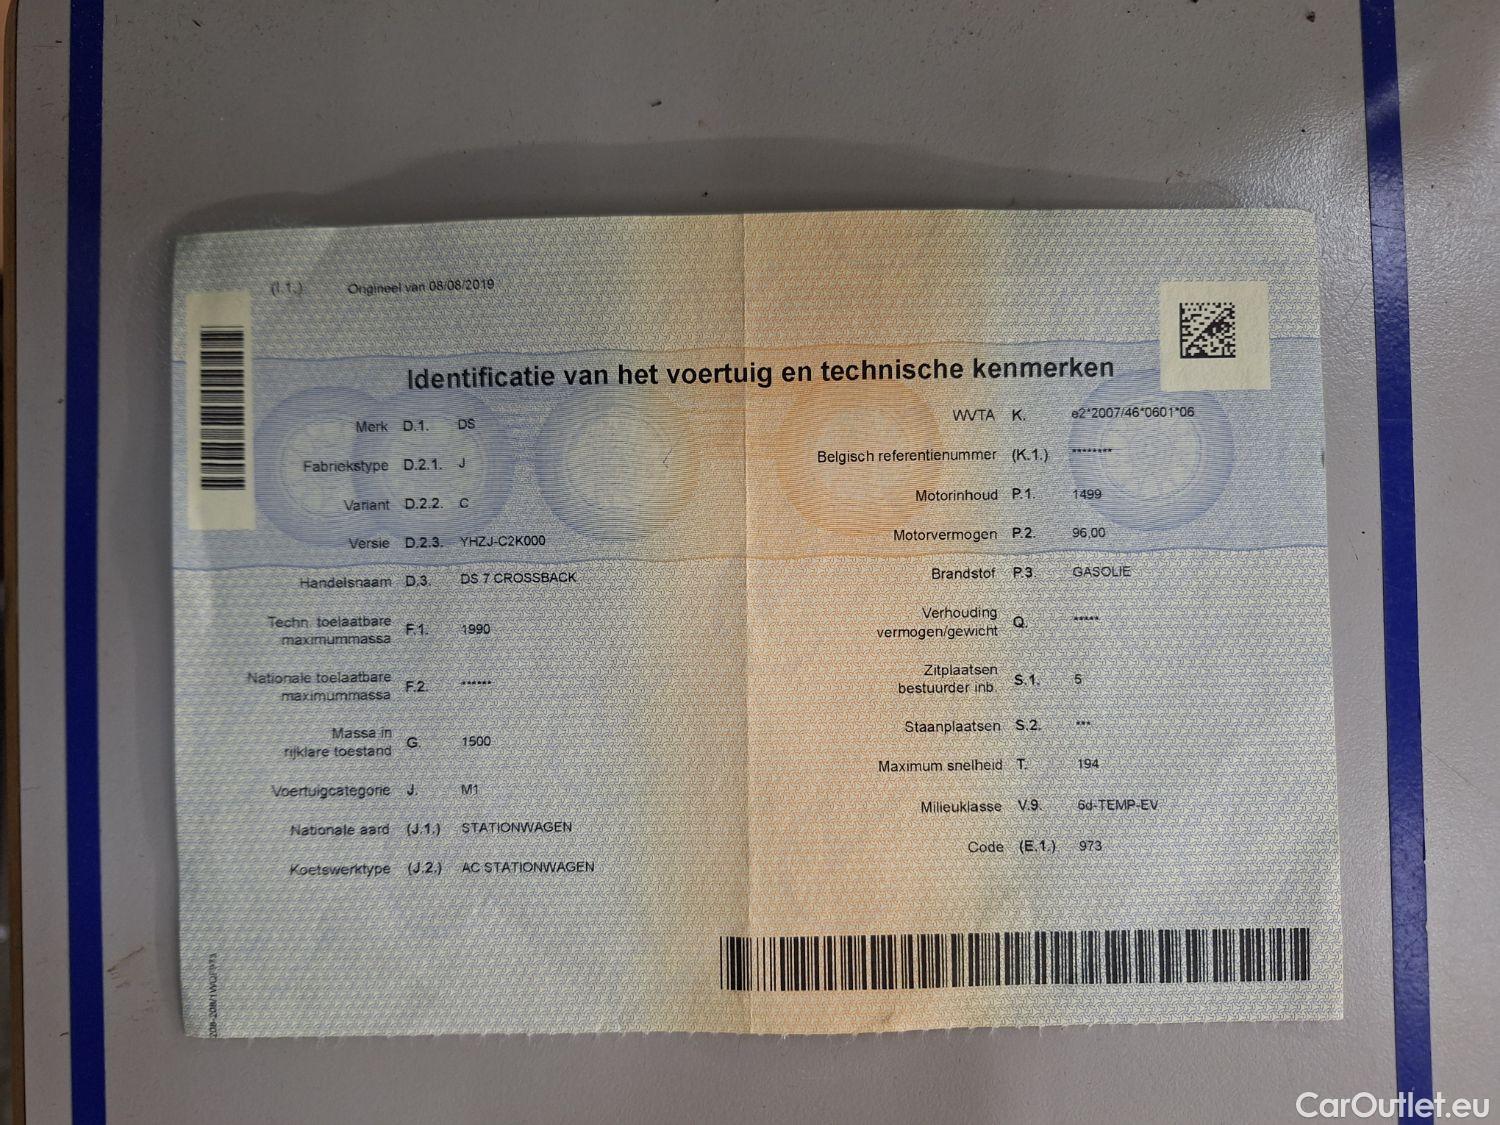 (I.1.) Origineel van 08/08/2019
Identificatie van het voertuig en technische kenmerken
Merk D.1. DS
Fabriekstype D.2.1. J
Variant D.2.2. C
Versie D.2.3. YHZJ-C2K000
Handelsnaam D.3. DS 7 CROSSBACK
Techn. toelaatbare
maximummassa F.1. 1990
Nationale toelaatbare
maximummassa F.2. ******
Massa in
rijklare toestand G. 1500
Voertuigcategorie J. M1
Nationale aard (J.1.) STATIONWAGEN
Koetswerktype (J.2.) AC STATIONWAGEN
WVTA K. e2*2007/46*0601*06
Belgisch referentienummer (K.1.) ********
Motorinhoud P.1. 1499
Motorvermogen P.2. 96,00
Brandstof P.3. GASOLIE
Verhouding
vermogen/gewicht Q. *****
Zitplaatsen
bestuurder inb. S.1. 5
Staanplaatsen S.2. ***
Maximum snelheid T. 194
Milieuklasse V.9. 6d-TEMP-EV
Code (E.1.) 973
CarOutlet.eu